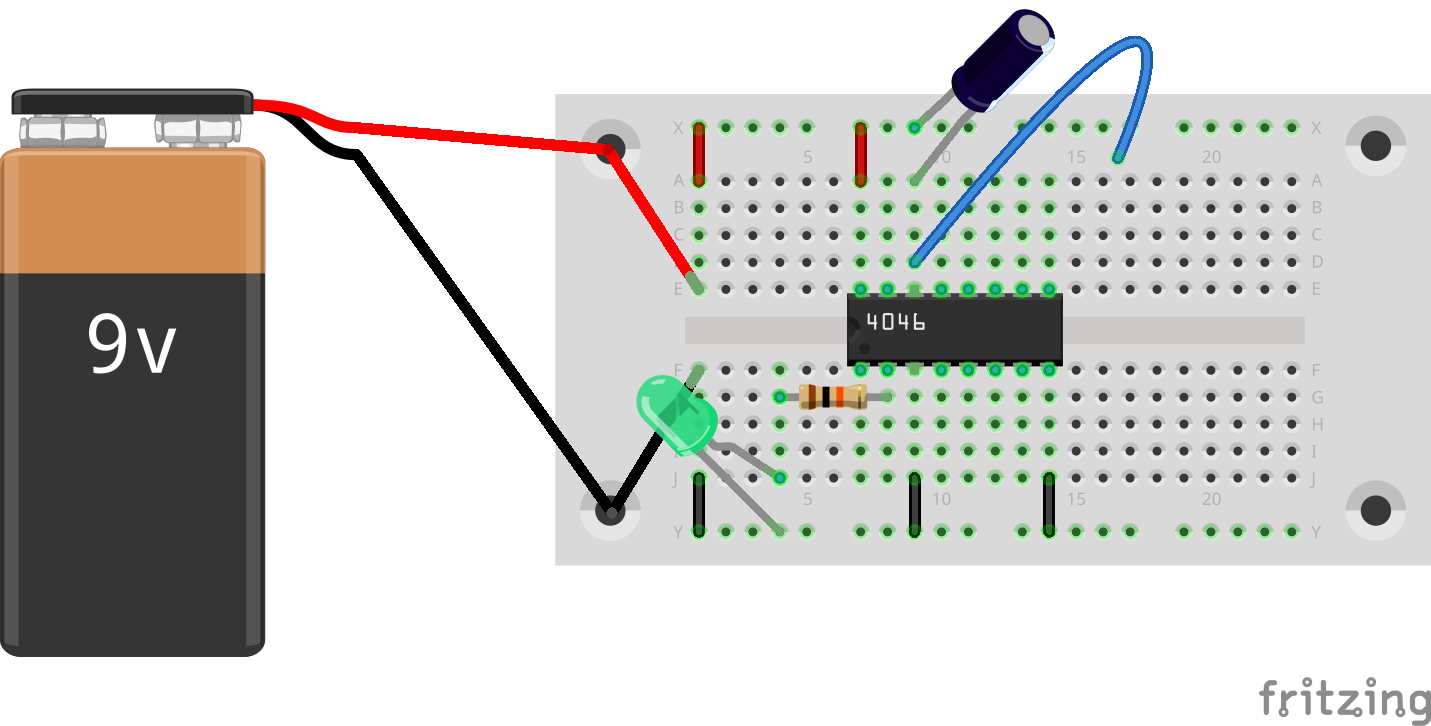 X 5 10 15 20 X
A A
B B
C C
D D
E E
4046
9v
F F
G G
H H
I I
J J
5 10 15 20
Y Y
fritzing